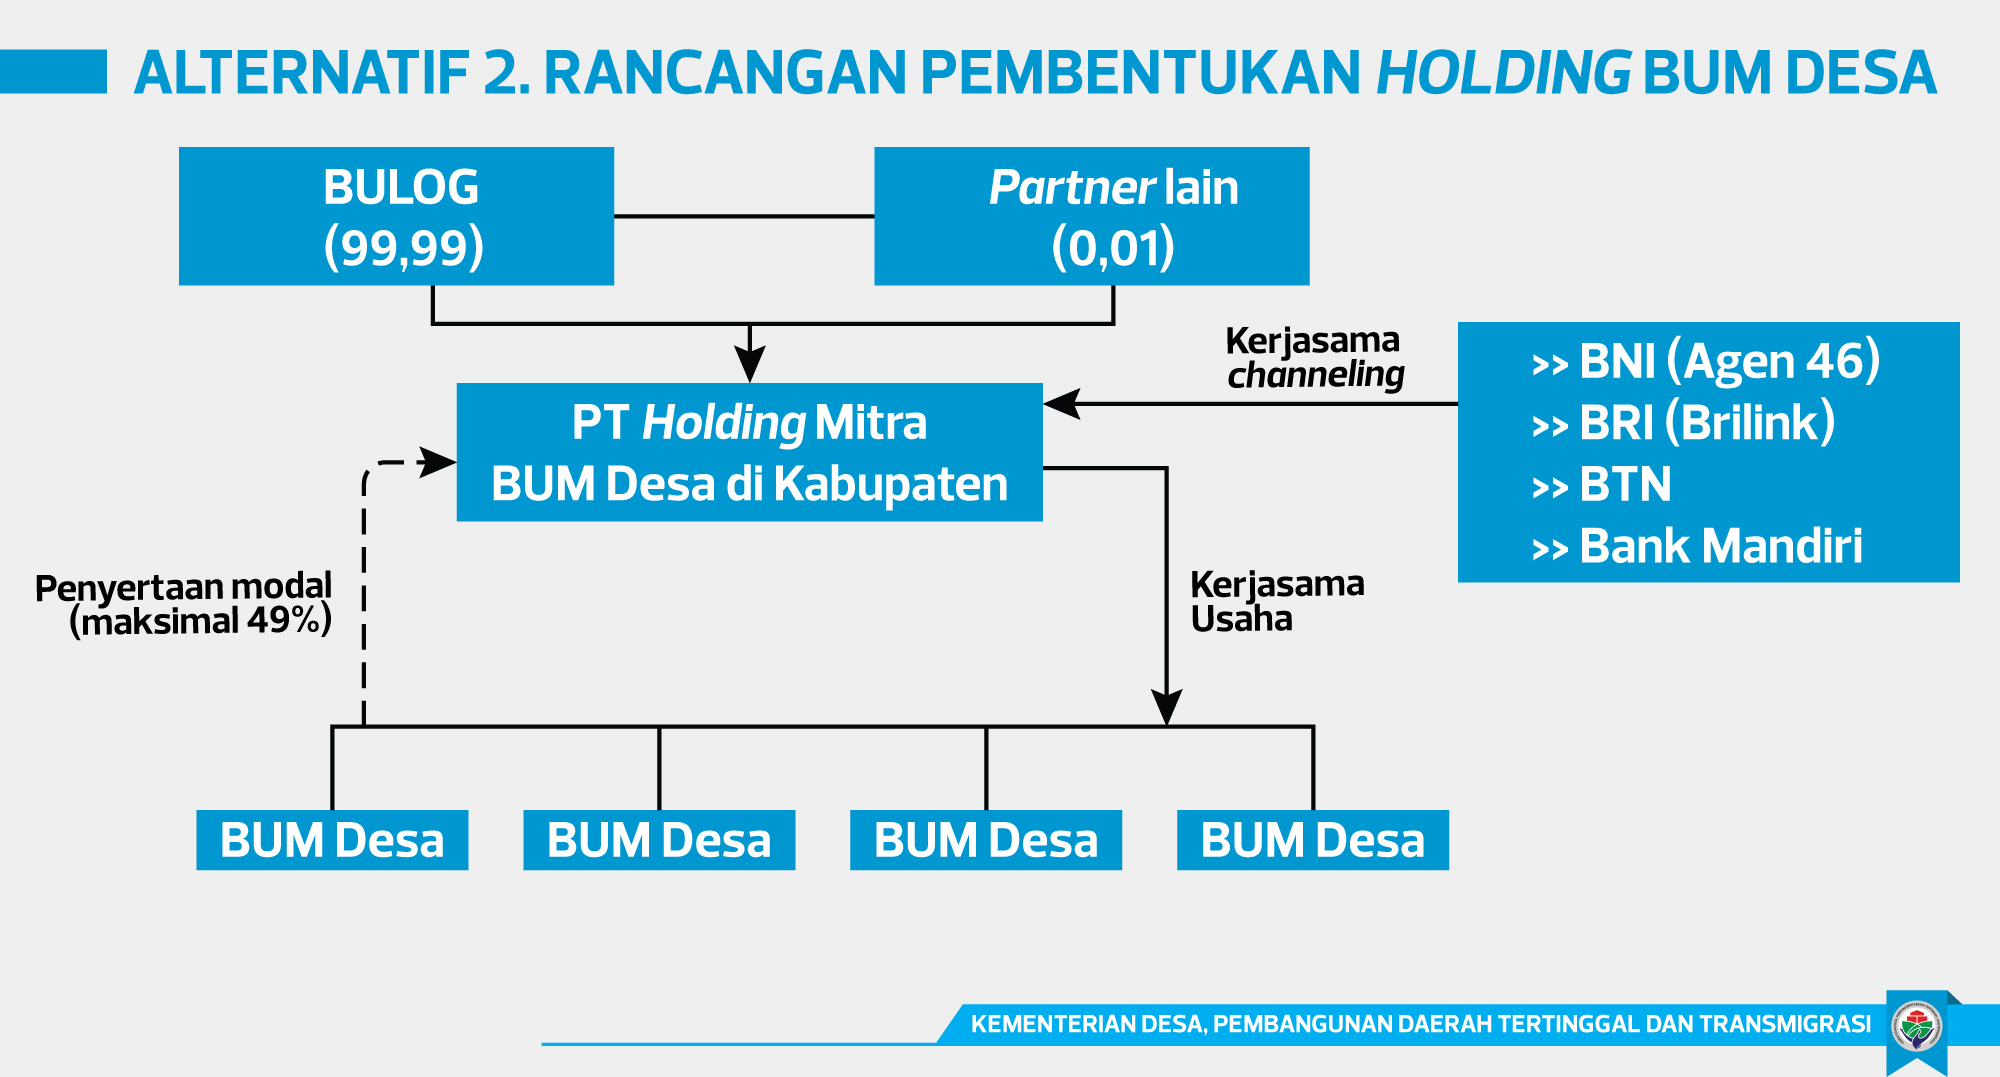 ALTERNATIF 2. RANCANGAN PEMBENTUKAN HOLDING BUM DESA
BULOG
(99,99)
Partner lain
(0,01)
Kerjasama
channeling
>> BNI (Agen 46)
>> BRI (Brilink)
>> BTN
>> Bank Mandiri
PT Holding Mitra
BUM Desa di Kabupaten
Penyertaan modal
(maksimal 49%)
Kerjasama
Usaha
BUM Desa
BUM Desa
BUM Desa
BUM Desa
KEMENTERIAN DESA, PEMBANGUNAN DAERAH TERTINGGAL DAN TRANSMIGRASI